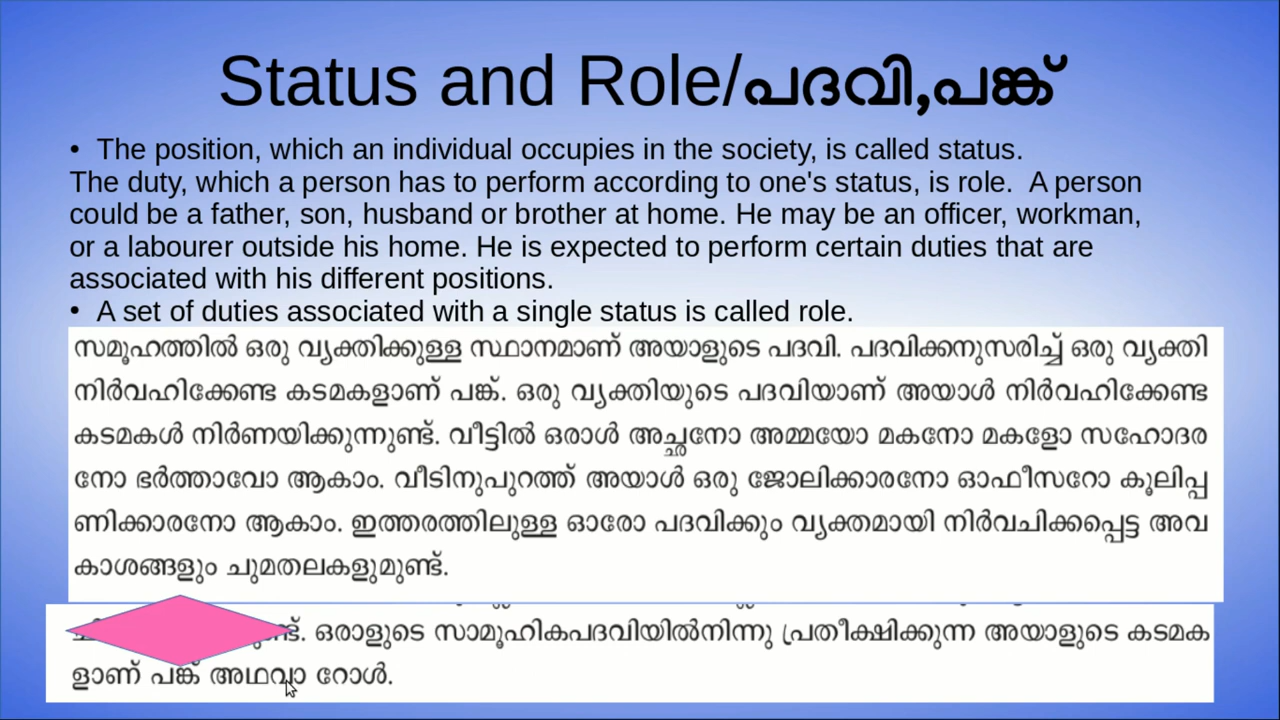 Status and Role/പദവി,പങ്ക്
• The position, which an individual occupies in the society, is called status.
The duty, which a person has to perform according to one's status, is role.  A person
could be a father, son, husband or brother at home. He may be an officer, workman,
or a labourer outside his home. He is expected to perform certain duties that are
associated with his different positions.
• A set of duties associated with a single status is called role.
സമൂഹത്തിൽ ഒരു വ്യക്തിക്കുള്ള സ്ഥാനമാണ് അയാളുടെ പദവി. പദവിക്കനുസരിച്ച് ഒരു വ്യക്തി
നിർവഹിക്കേണ്ട കടമകളാണ് പങ്ക്. ഒരു വ്യക്തിയുടെ പദവിയാണ് അയാൾ നിർവഹിക്കേണ്ട
കടമകൾ നിർണയിക്കുന്നുണ്ട്. വീട്ടിൽ ഒരാൾ അച്ഛനോ അമ്മയോ മകനോ മകളോ സഹോദര
നോ ഭർത്താവോ ആകാം. വീടിനുപുറത്ത് അയാൾ ഒരു ജോലിക്കാരനോ ഓഫീസറോ കൂലിപ്പ
ണിക്കാരനോ ആകാം. ഇത്തരത്തിലുള്ള ഓരോ പദവിക്കും വ്യക്തമായി നിർവചിക്കപ്പെട്ട അവ
കാശങ്ങളും ചുമതലകളുമുണ്ട്.
ഒരാളുടെ സാമൂഹികപദവിയിൽനിന്നു പ്രതീക്ഷിക്കുന്ന അയാളുടെ കടമക
ളാണ് പങ്ക് അഥവാ റോൾ.